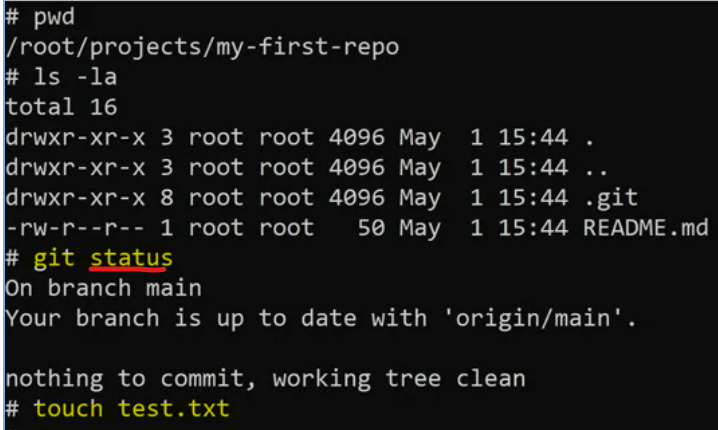 # pwd
/root/projects/my-first-repo
# ls -la
total 16
drwxr-xr-x 3 root root 4096 May  1 15:44 .
drwxr-xr-x 3 root root 4096 May  1 15:44 ..
drwxr-xr-x 8 root root 4096 May  1 15:44 .git
-rw-r--r-- 1 root root   50 May  1 15:44 README.md
# git status
On branch main
Your branch is up to date with 'origin/main'.

nothing to commit, working tree clean
# touch test.txt